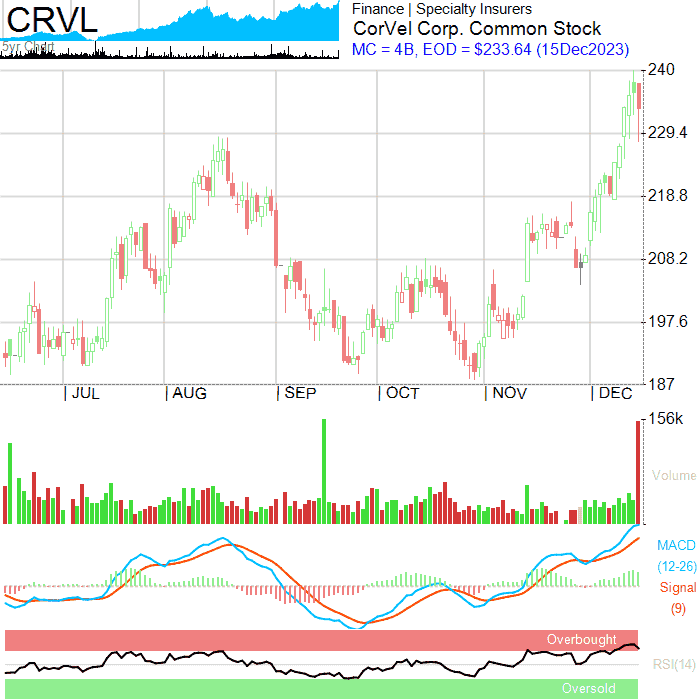 CRVL
5yr Chart
Finance | Specialty Insurers
CorVel Corp. Common Stock
MC = 4B, EOD = $233.64 (15Dec2023)
240
229.4
218.8
208.2
197.6
187
| JUL | AUG | SEP | OCT | NOV | DEC
156k
Volume
MACD
(12-26)
Signal
(9)
Overbought
RSI(14)
Oversold